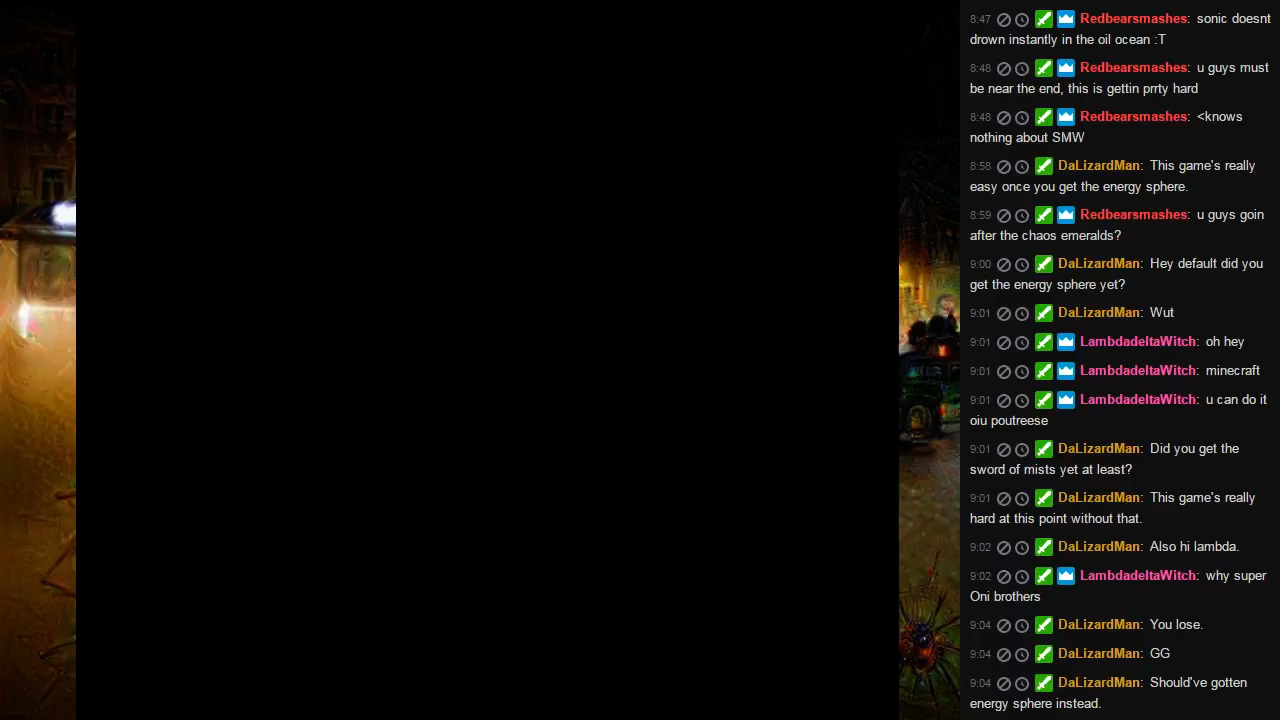 8:47 Redbearsmashes: sonic doesnt
drown instantly in the oil ocean :T
8:48 Redbearsmashes: u guys must
be near the end, this is gettin prrty hard
8:48 Redbearsmashes: <knows
nothing about SMW
8:58 DaLizardMan: This game's really
easy once you get the energy sphere.
8:59 Redbearsmashes: u guys goin
after the chaos emeralds?
9:00 DaLizardMan: Hey default did you
get the energy sphere yet?
9:01 DaLizardMan: Wut
9:01 LambdadeltaWitch: oh hey
9:01 LambdadeltaWitch: minecraft
9:01 LambdadeltaWitch: u can do it
oiu poutreese
9:01 DaLizardMan: Did you get the
sword of mists yet at least?
9:01 DaLizardMan: This game's really
hard at this point without that.
9:02 DaLizardMan: Also hi lambda.
9:02 LambdadeltaWitch: why super
Oni brothers
9:04 DaLizardMan: You lose.
9:04 DaLizardMan: GG
9:04 DaLizardMan: Should've gotten
energy sphere instead.